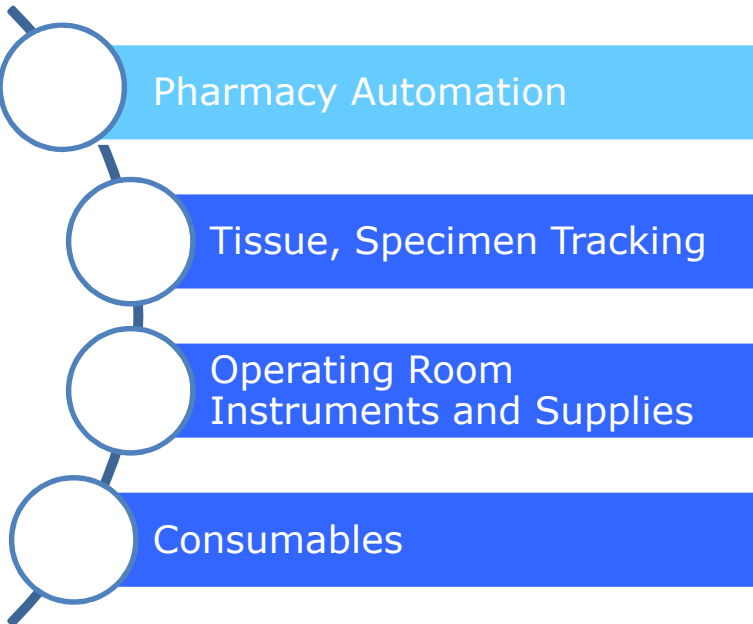 Pharmacy Automation
Tissue, Specimen Tracking
Operating Room
Instruments and Supplies
Consumables